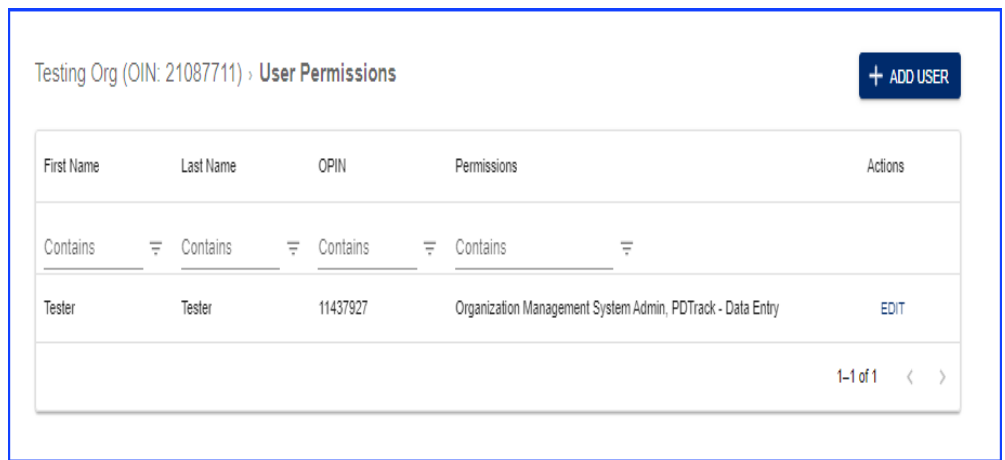 Testing Org (OIN: 21087711) › User Permissions
+ ADD USER
First Name Last Name OPIN Permissions Actions
Contains Contains Contains Contains
Tester Tester 11437927 Organization Management System Admin, PDTrack - Data Entry EDIT
1–1 of 1